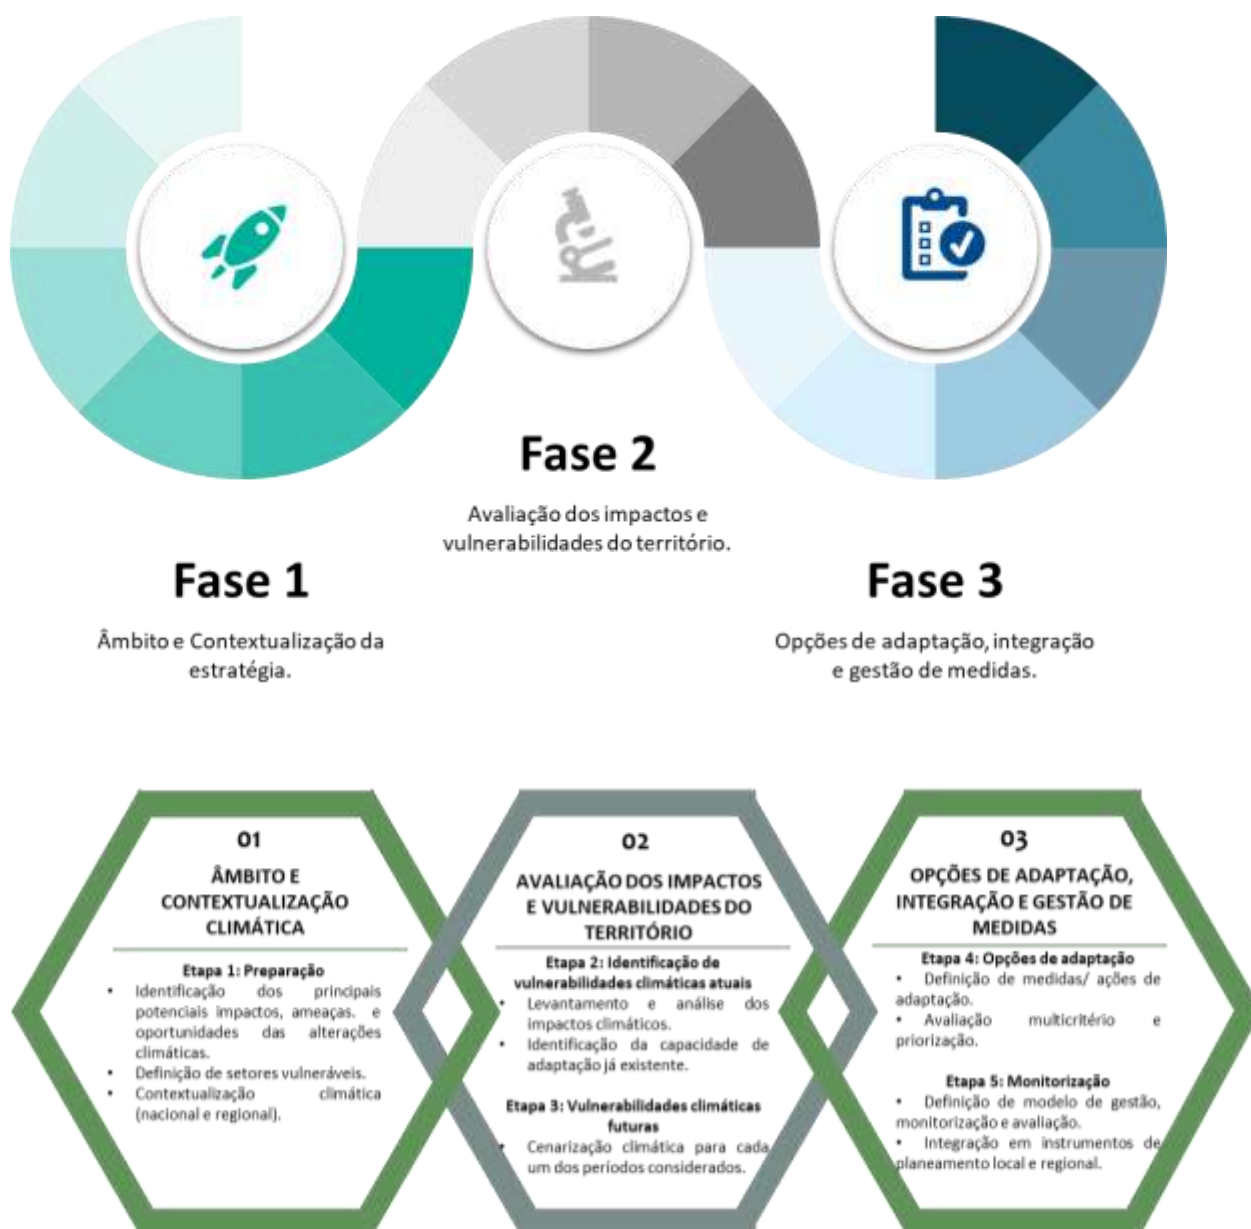 Fase 2
Avaliação dos impactos e
vulnerabilidades do território.
Fase 1
Âmbito e Contextualização da
estratégia.
Fase 3
Opções de adaptação, integração
e gestão de medidas.
01
ÂMBITO E
CONTEXTUALIZAÇÃO
CLIMÁTICA
Etapa 1: Preparação
• Identificação dos principais
potenciais impactos, ameaças. e
oportunidades das alterações
climáticas.
• Definição de setores vulneráveis.
• Contextualização climática
(nacional e regional).
02
AVALIAÇÃO DOS IMPACTOS
E VULNERABILIDADES DO
TERRITÓRIO
Etapa 2: Identificação de
vulnerabilidades climáticas atuais
• Levantamento e análise dos
impactos climáticos.
• Identificação da capacidade de
adaptação já existente.
Etapa 3: Vulnerabilidades climáticas
futuras
• Cenarização climática para cada
um dos períodos considerados.
03
OPÇÕES DE ADAPTAÇÃO,
INTEGRAÇÃO E GESTÃO DE
MEDIDAS
Etapa 4: Opções de adaptação
• Definição de medidas/ ações de
adaptação.
• Avaliação multicritério e
priorização.
Etapa 5: Monitorização
• Definição de modelo de gestão,
monitorização e avaliação.
• Integração em instrumentos de
planeamento local e regional.